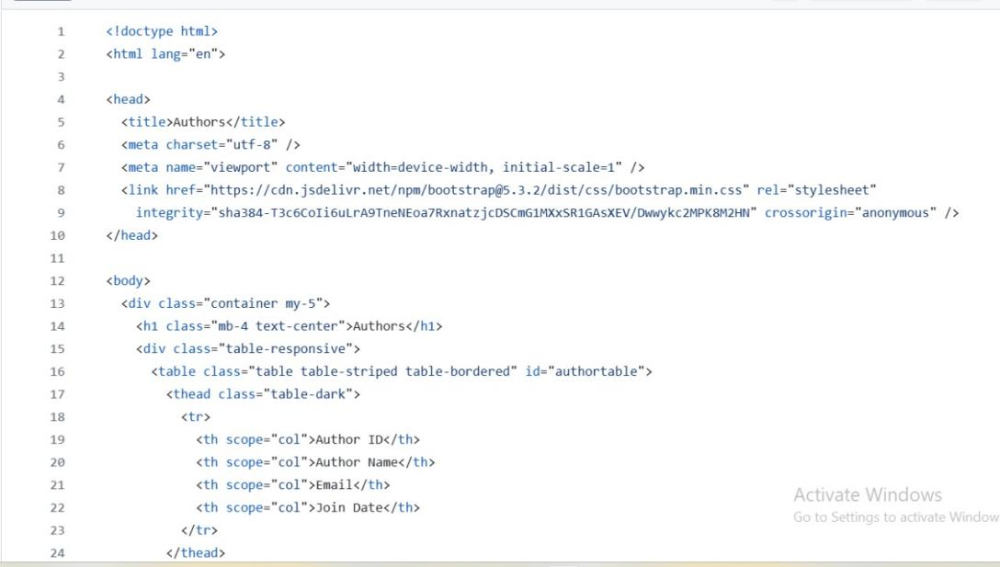 1 <!doctype html>
2 <html lang="en">
3
4 <head>
5 <title>Authors</title>
6 <meta charset="utf-8" />
7 <meta name="viewport" content="width=device-width, initial-scale=1" />
8 <link href="https://cdn.jsdelivr.net/npm/bootstrap@5.3.2/dist/css/bootstrap.min.css" rel="stylesheet"
9 integrity="sha384-T3c6CoIi6uLrA9TneNEoa7RxnatzjcDSCmG1MXxSR1GAsXEV/Dwwykc2MPK8M2HN" crossorigin="anonymous" />
10 </head>
11
12 <body>
13 <div class="container my-5">
14 <h1 class="mb-4 text-center">Authors</h1>
15 <div class="table-responsive">
16 <table class="table table-striped table-bordered" id="authortable">
17 <thead class="table-dark">
18 <tr>
19 <th scope="col">Author ID</th>
20 <th scope="col">Author Name</th>
21 <th scope="col">Email</th>
22 <th scope="col">Join Date</th>
23 </tr>
24 </thead>
Activate Windows
Go to Settings to activate Window